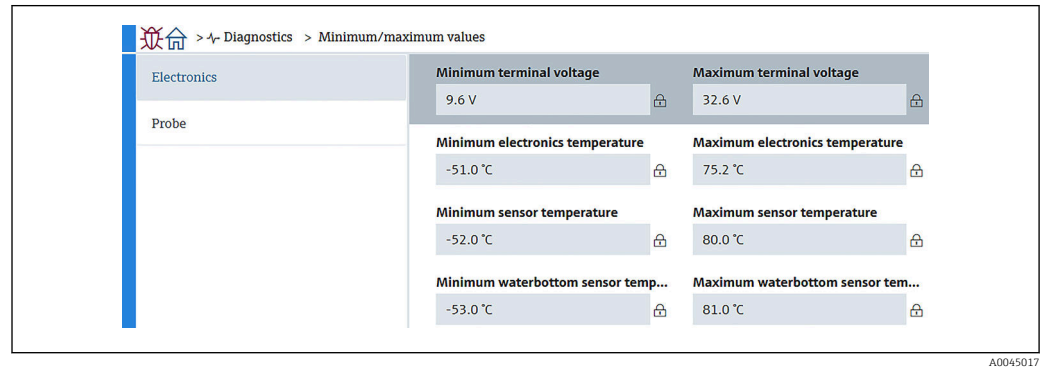 > Diagnostics > Minimum/maximum values
Electronics
Probe
Minimum terminal voltage Maximum terminal voltage
9.6 V 32.6 V
Minimum electronics temperature Maximum electronics temperature
-51.0 °C 75.2 °C
Minimum sensor temperature Maximum sensor temperature
-52.0 °C 80.0 °C
Minimum waterbottom sensor temp... Maximum waterbottom sensor tem...
-53.0 °C 81.0 °C
A0045017